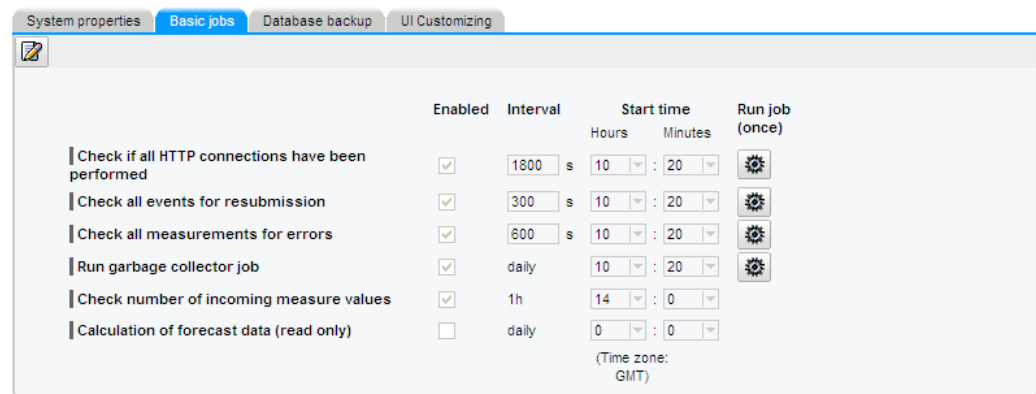 System properties Basic jobs Database backup UI Customizing
Enabled Interval Start time Run job
(once)
Hours Minutes
Check if all HTTP connections have been
performed 1800 s 10 : 20
Check all events for resubmission 300 s 10 : 20
Check all measurements for errors 600 s 10 : 20
Run garbage collector job daily 10 : 20
Check number of incoming measure values 1h 14 : 0
Calculation of forecast data (read only) daily 0 : 0
(Time zone:
GMT)